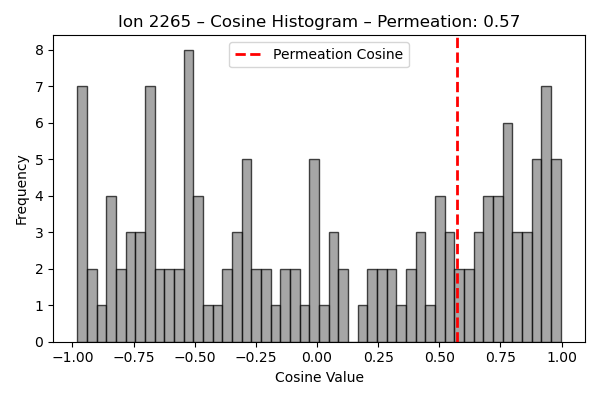 Ion 2265 – Cosine Histogram – Permeation: 0.57
Permeation Cosine
Frequency
8
7
6
5
4
3
2
1
0
−1.00 −0.75 −0.50 −0.25 0.00 0.25 0.50 0.75 1.00
Cosine Value